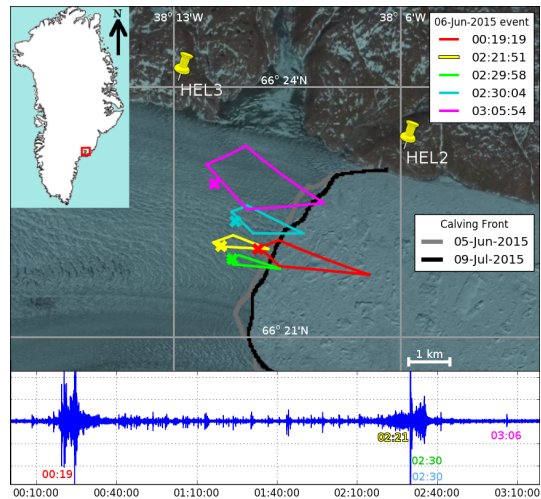 N
38° 13'W
38° 6'W
06-Jun-2015 event
00:19:19
02:21:51
02:29:58
02:30:04
03:05:54
66° 24'N
HEL3
HEL2
Calving Front
05-Jun-2015
09-Jul-2015
66° 21'N
1 km
02:21
03:06
02:30
00:19
02:30
00:10:00
00:40:00
01:10:00
01:40:00
02:10:00
02:40:00
03:10:00